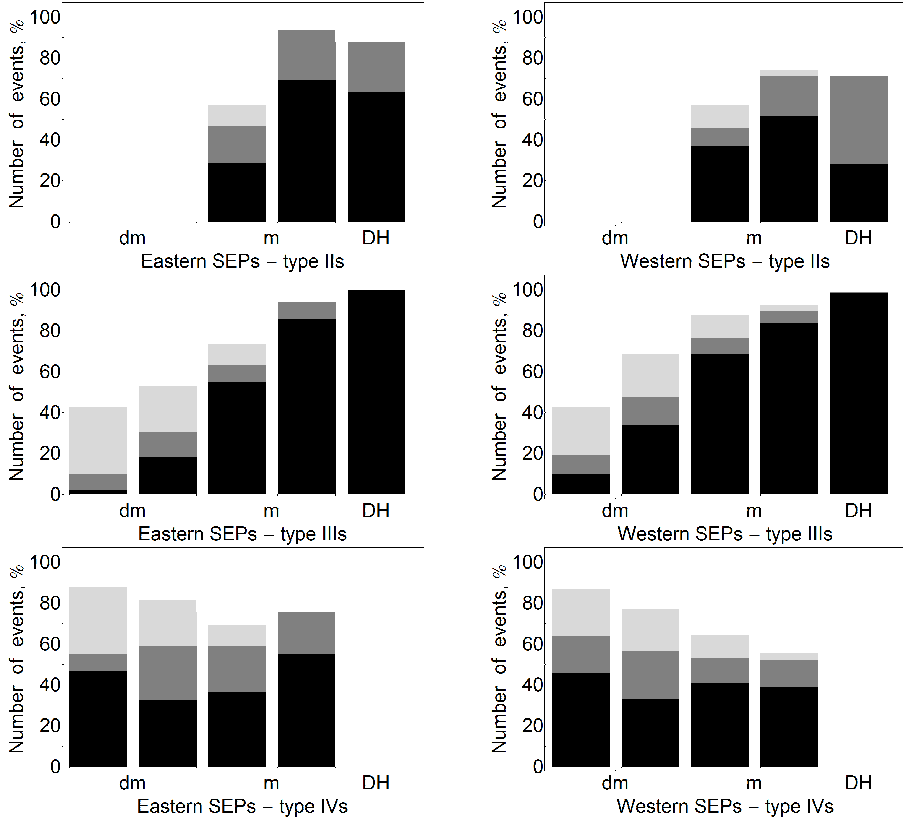 Number of events, %
100
80
60
40
20
0
dm m DH
Eastern SEPs – type IIs
Number of events, %
100
80
60
40
20
0
dm m DH
Western SEPs – type IIs
Number of events, %
100
80
60
40
20
0
dm m DH
Eastern SEPs – type IIIs
Number of events, %
100
80
60
40
20
0
dm m DH
Western SEPs – type IIIs
Number of events, %
100
80
60
40
20
0
dm m DH
Eastern SEPs – type IVs
Number of events, %
100
80
60
40
20
0
dm m DH
Western SEPs – type IVs